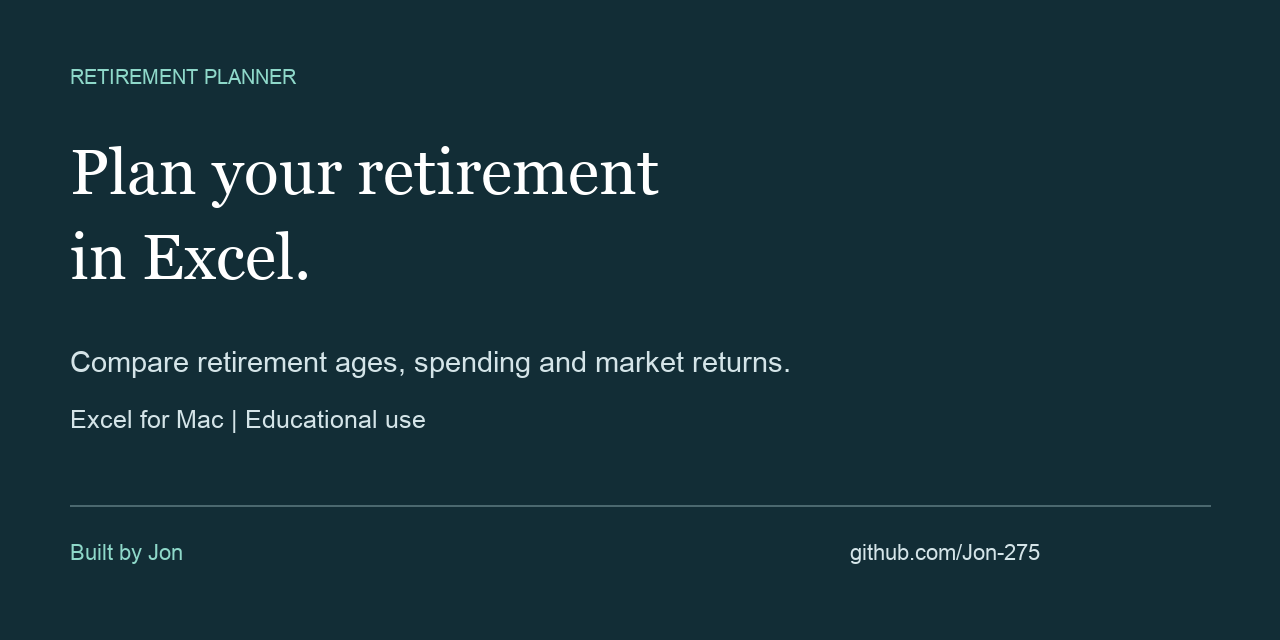 RETIREMENT PLANNER
Plan your retirement
in Excel.
Compare retirement ages, spending and market returns.
Excel for Mac | Educational use
Built by Jon
github.com/Jon-275